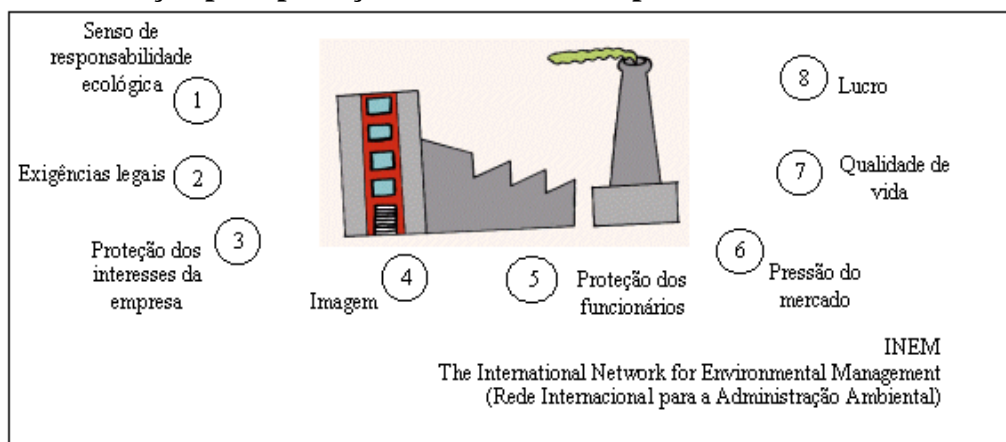 Senso de
responsabilidade
ecológica
1
Exigências legais
2
3
Proteção dos
interesses da
empresa
4
Imagem
5
Proteção dos
funcionários
6
Pressão do
mercado
7
Qualidade de
vida
8
Lucro
INEM
The International Network for Environmental Management
(Rede Internacional para a Administração Ambiental)